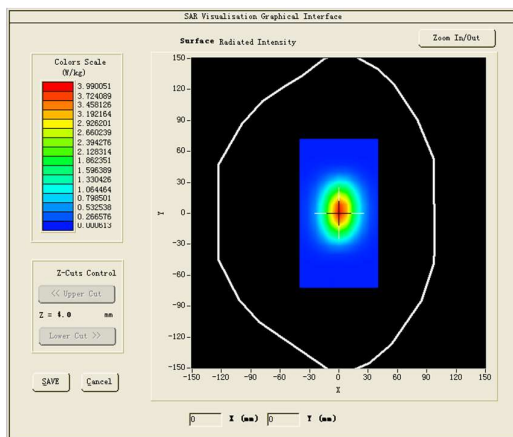 SAR Visualisation Graphical Interface
Surface Radiated Intensity
Zoom In/Out
Colors Scale
(W/kg)
3.990051
3.724089
3.458126
3.192164
2.926201
2.660239
2.394276
2.128314
1.862351
1.596389
1.330426
1.064464
0.798501
0.532538
0.266576
0.000613
Z-Cuts Control
<< Upper Cut
Z = 4.0 mm
Lower Cut >>
SAVE Cancel
150
120
90
60
30
0
-30
-60
-90
-120
-150
Y
-150 -120 -90 -60 -30 0 30 60 90 120 150
X
0 X (mm) 0 Y (mm)